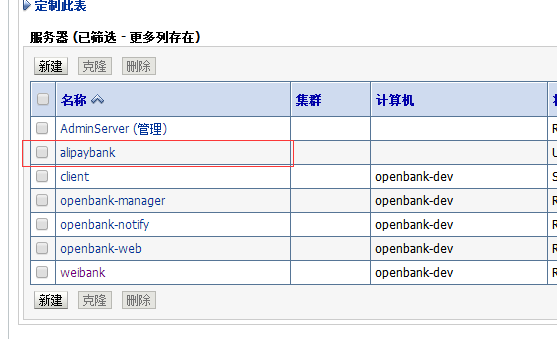 定制此表
服务器 (已筛选 - 更多列存在)
新建 克隆 删除
名称 集群 计算机
AdminServer (管理) R
alipaybank U
client openbank-dev S
openbank-manager openbank-dev R
openbank-notify openbank-dev R
openbank-web openbank-dev R
weibank openbank-dev R
新建 克隆 删除